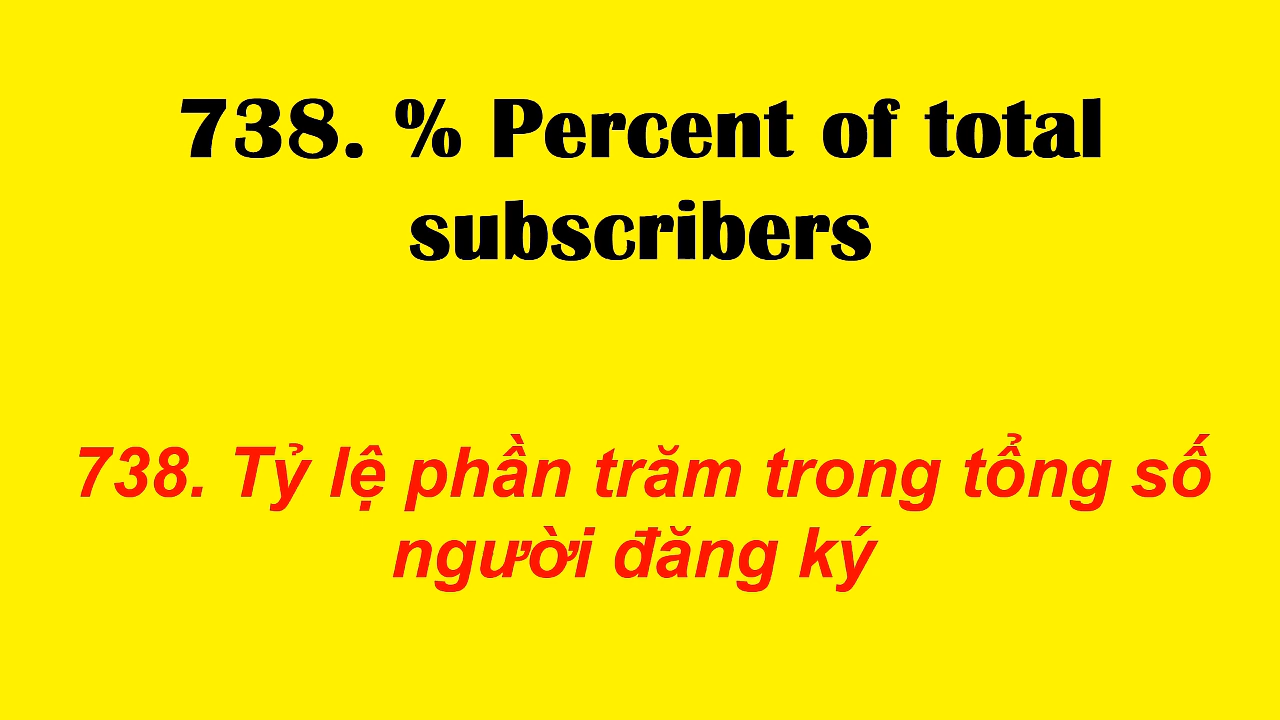 738. % Percent of total
subscribers
738. Tỷ lệ phần trăm trong tổng số
người đăng ký